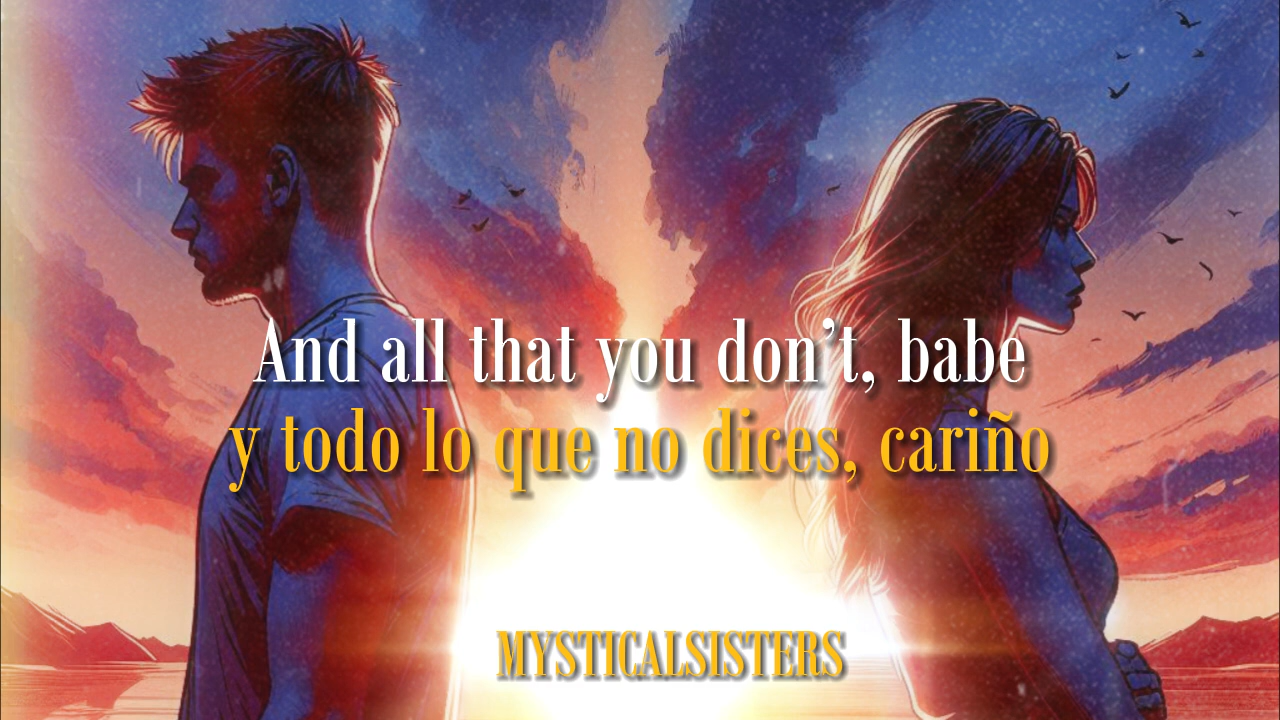 And all that you don’t, babe
y todo lo que no dices, cariño
MYSTICALSISTERS